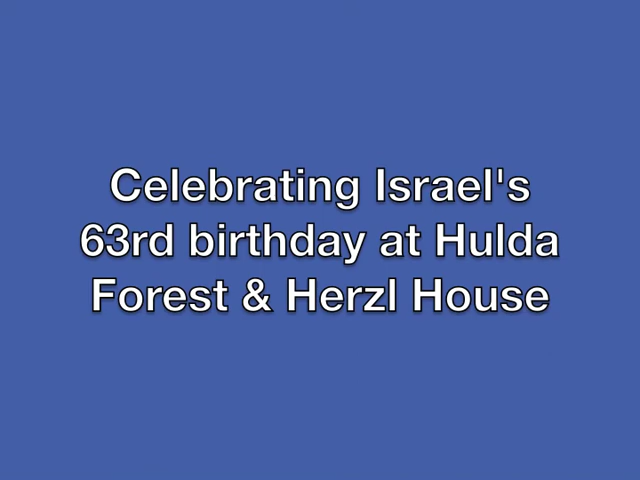 Celebrating Israel's
63rd birthday at Hulda
Forest & Herzl House